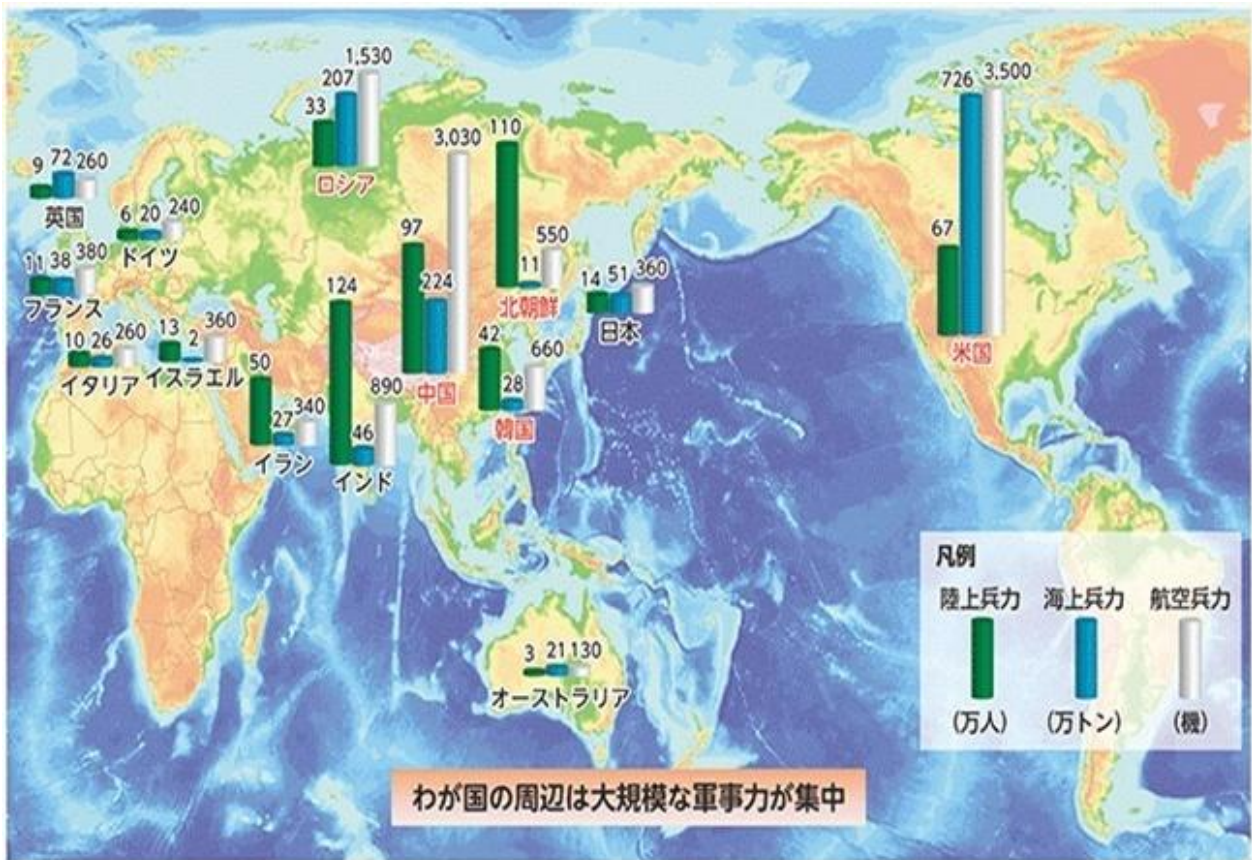 1,530
207
33
ロシア
9 72 260
英国
6 20 240
ドイツ
11 38 380
フランス
10 26 260
イタリア
13 2 360
イスラエル
50 27 340
イラン
124 46 890
インド
97 224 3,030
中国
110 11 550
北朝鮮
42 28 660
韓国
14 51 360
日本
67 726 3,500
米国
3 21 130
オーストラリア
凡例
陸上兵力 海上兵力 航空兵力
(万人) (万トン) (機)
わが国の周辺は大規模な軍事力が集中